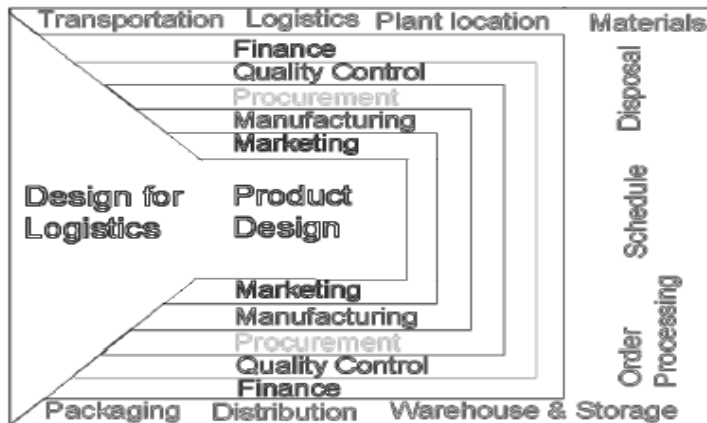 Transportation Logistics Plant location Materials
Finance
Quality Control
Procurement
Manufacturing
Marketing
Disposal
Design for
Logistics
Product
Design
Schedule
Marketing
Manufacturing
Procurement
Quality Control
Finance
Order
Processing
Packaging Distribution Warehouse & Storage